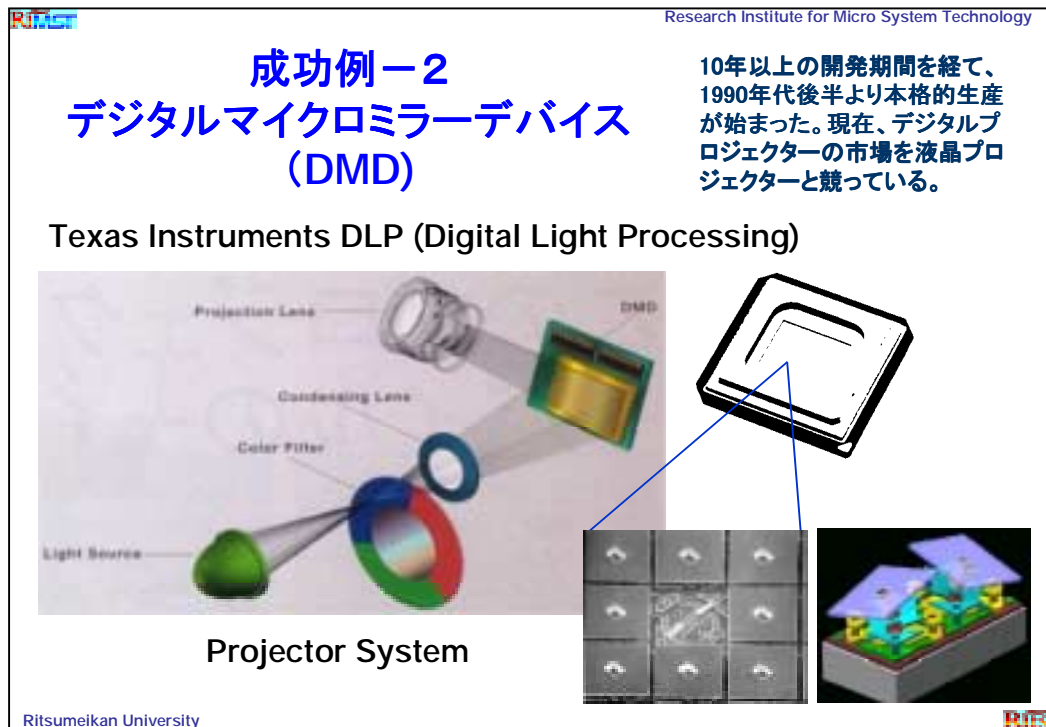 RIMST
Research Institute for Micro System Technology
成功例－2
デジタルマイクロミラーデバイス
(DMD)
10年以上の開発期間を経て、
1990年代後半より本格的生産
が始まった。現在、デジタルプ
ロジェクターの市場を液晶プロ
ジェクターと競っている。
Texas Instruments DLP (Digital Light Processing)
Projection Lens
DMD
Condensing Lens
Color Filter
Light Source
Projector System
Ritsumeikan University